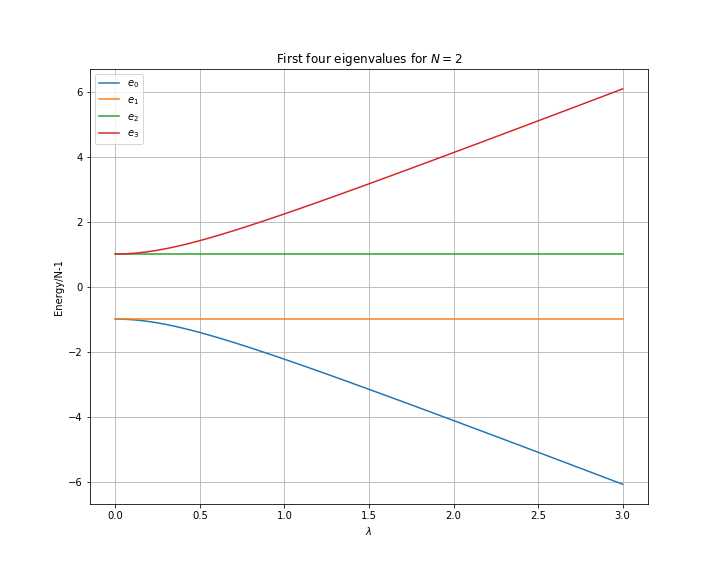 First four eigenvalues for N = 2
e0
e1
e2
e3
6
4
2
0
−2
−4
−6
Energy/N-1
0.0 0.5 1.0 1.5 2.0 2.5 3.0
λ